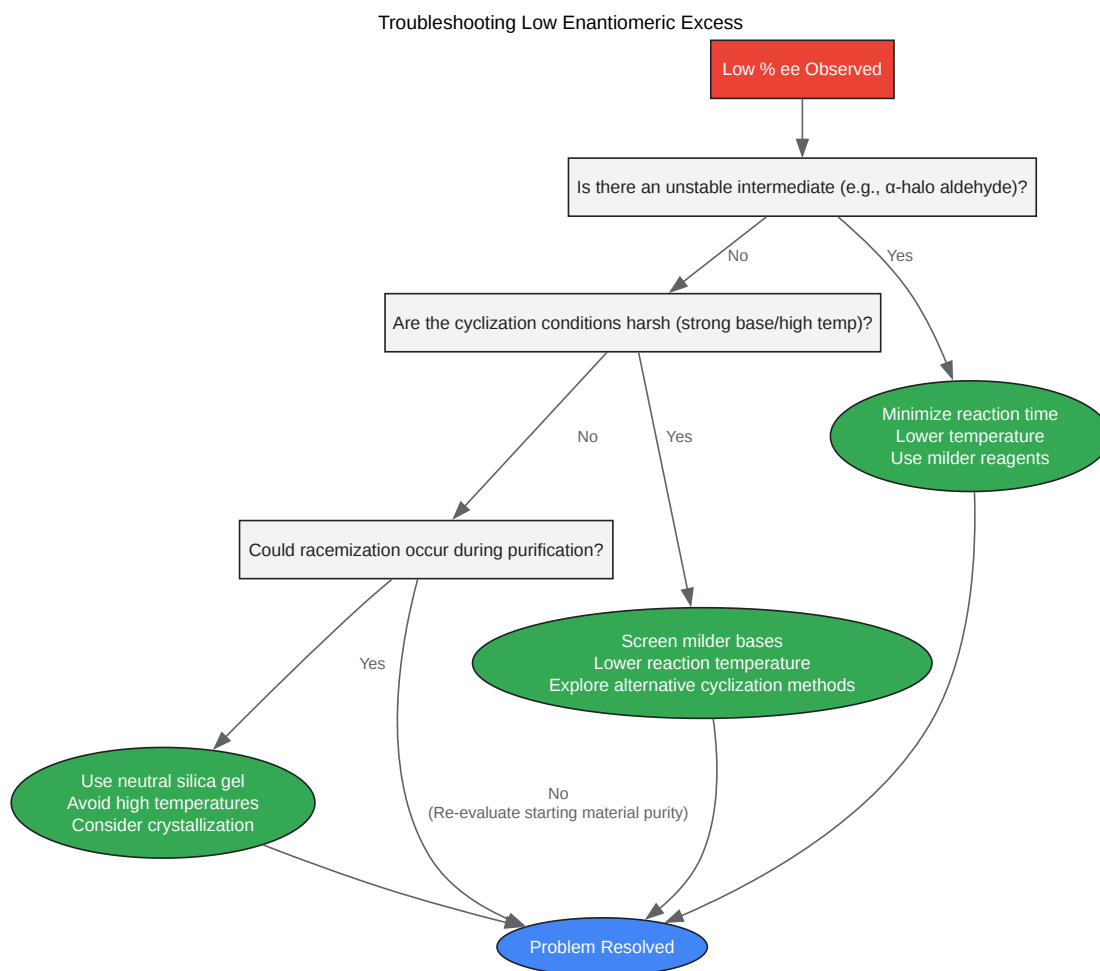 Troubleshooting Low Enantiomeric Excess
Low % ee Observed
Is there an unstable intermediate (e.g., α-halo aldehyde)?
No
Yes
Are the cyclization conditions harsh (strong base/high temp)?
Minimize reaction time
Lower temperature
Use milder reagents
No
Yes
Could racemization occur during purification?
Screen milder bases
Lower reaction temperature
Explore alternative cyclization methods
Yes
Use neutral silica gel
Avoid high temperatures
Consider crystallization
No
(Re-evaluate starting material purity)
Problem Resolved